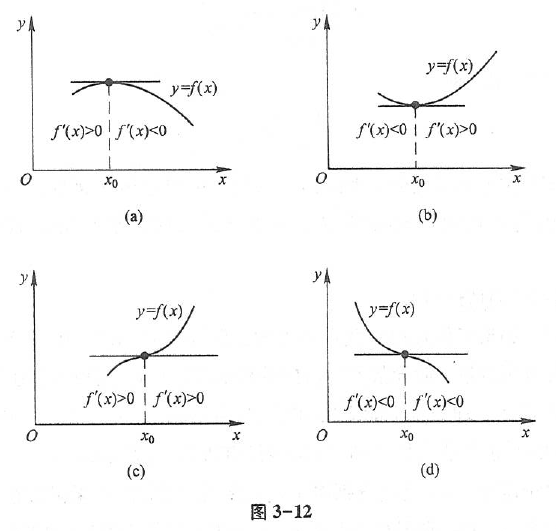 y
y=f(x)
f′(x)>0 f′(x)<0
O x₀ x
(a)
y
y=f(x)
f′(x)<0 f′(x)>0
O x₀ x
(b)
y
y=f(x)
f′(x)>0 f′(x)>0
O x₀ x
(c)
y
y=f(x)
f′(x)<0 f′(x)<0
O x₀ x
(d)
图 3-12